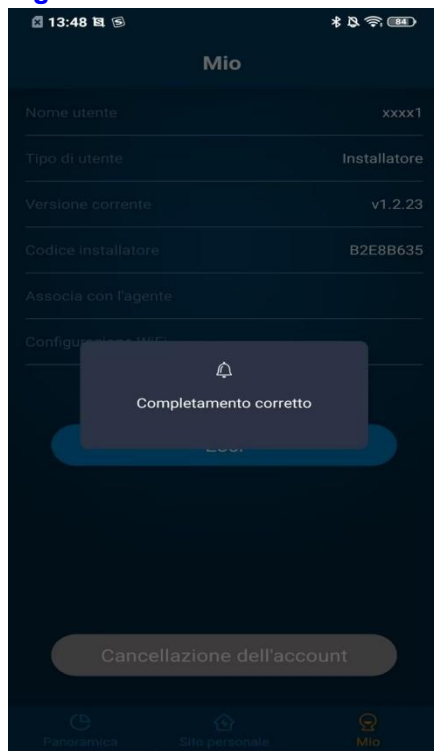 13:48 84
Mio
Nome utente xxxx1
Tipo di utente Installatore
Versione corrente v1.2.23
Codice installatore B2E8B635
Associa con l'agente
Completamento corretto
Cancellazione dell'account
Panoramica Sito personale Mio